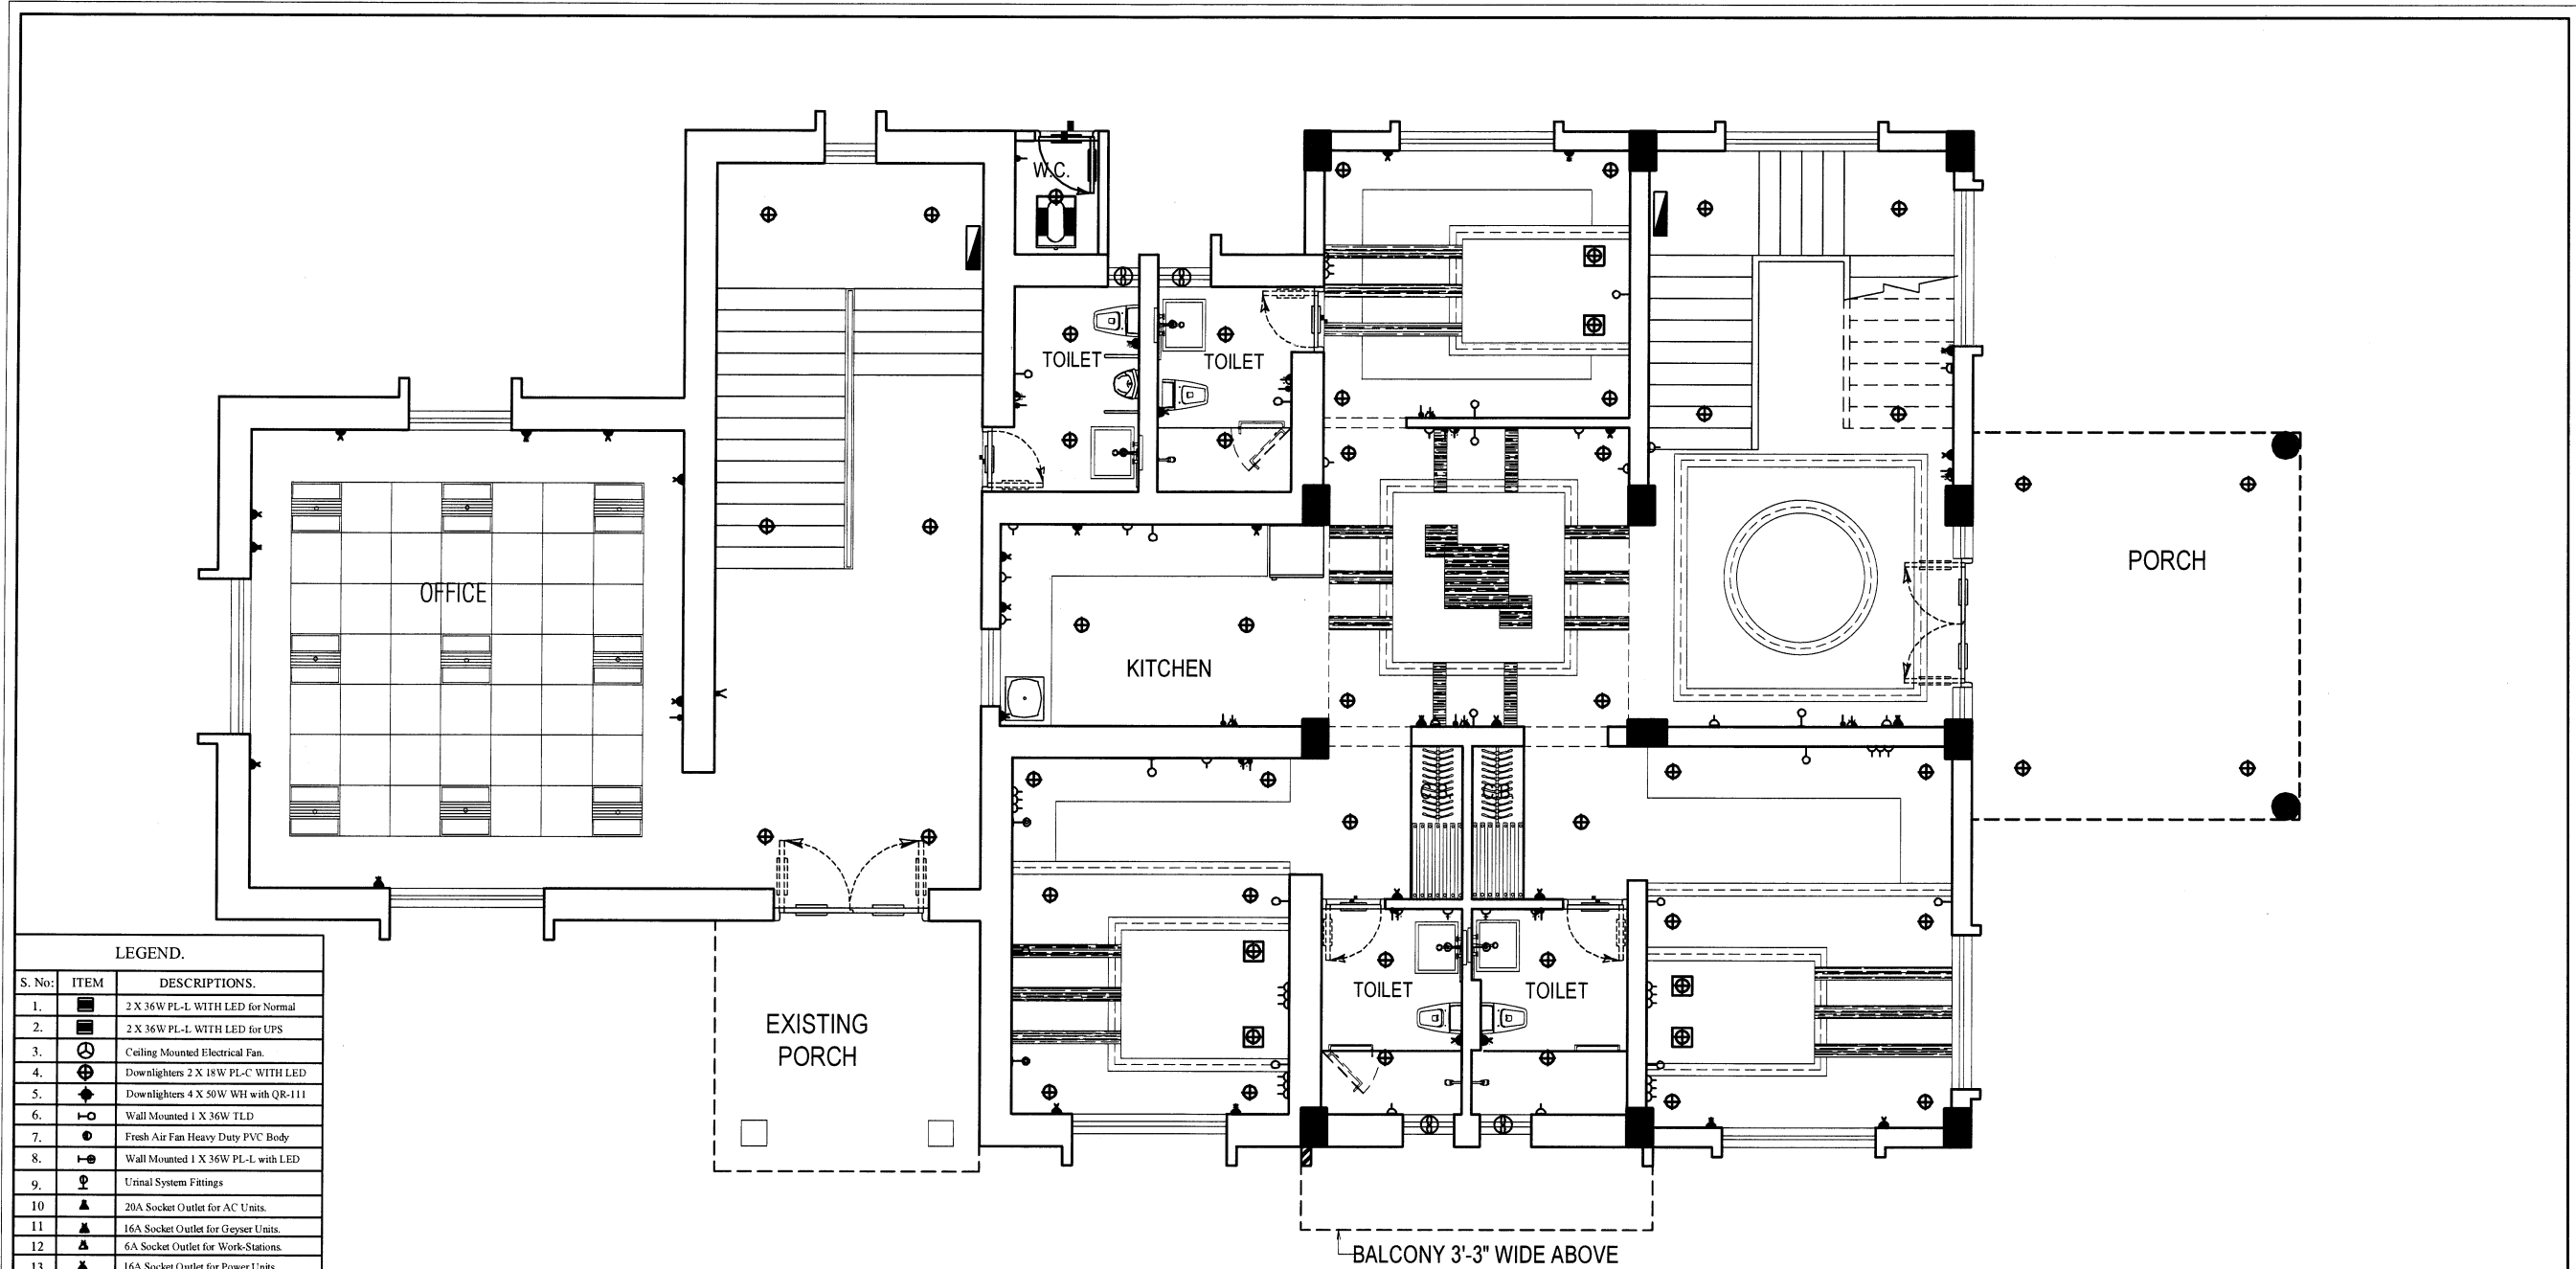 W.C.
TOILET
TOILET
OFFICE
KITCHEN
PORCH
TOILET
TOILET
EXISTING
PORCH
BALCONY 3'-3" WIDE ABOVE
LEGEND.
S. No: ITEM DESCRIPTIONS.
1. 2 X 36W PL-L WITH LED for Normal
2. 2 X 36W PL-L WITH LED for UPS
3. Ceiling Mounted Electrical Fan.
4. Downlighters 2 X 18W PL-C WITH LED
5. Downlighters 4 X 50W WH with QR-111
6. Wall Mounted 1 X 36W TLD
7. Fresh Air Fan Heavy Duty PVC Body
8. Wall Mounted 1 X 36W PL-L with LED
9. Urinal System Fittings
10 20A Socket Outlet for AC Units.
11 16A Socket Outlet for Geyser Units.
12 6A Socket Outlet for Work-Stations.
13 16A Socket Outlet for Power Units